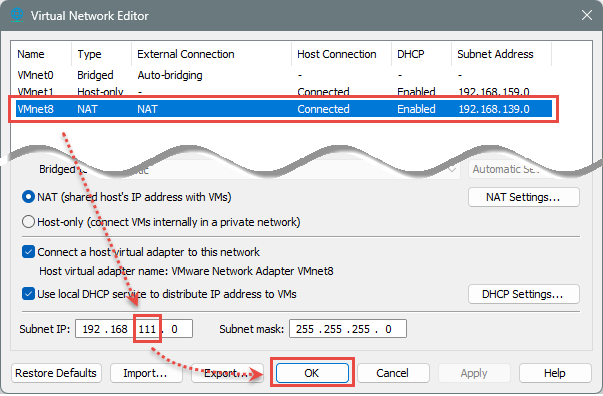 Virtual Network Editor
Name Type External Connection Host Connection DHCP Subnet Address
VMnet0 Bridged Auto-bridging - - -
VMnet1 Host-only - Connected Enabled 192.168.159.0
VMnet8 NAT NAT Connected Enabled 192.168.139.0
Bridged Automatic
NAT (shared host's IP address with VMs) NAT Settings...
Host-only (connect VMs internally in a private network)
Connect a host virtual adapter to this network
Host virtual adapter name: VMware Network Adapter VMnet8
Use local DHCP service to distribute IP address to VMs DHCP Settings...
Subnet IP: 192 . 168 . 111 . 0 Subnet mask: 255 . 255 . 255 . 0
Restore Defaults Import... Export... OK Cancel Apply Help